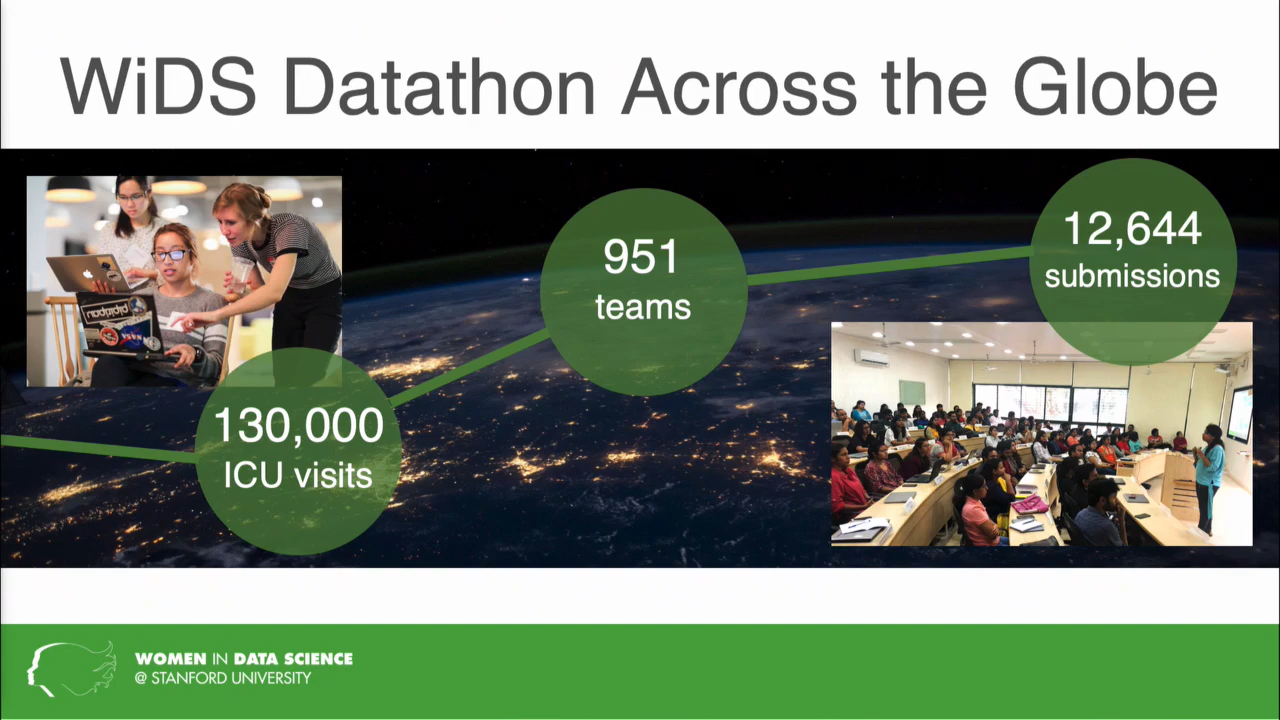 WiDS Datathon Across the Globe
951
teams
12,644
submissions
130,000
ICU visits
WOMEN IN DATA SCIENCE
@ STANFORD UNIVERSITY